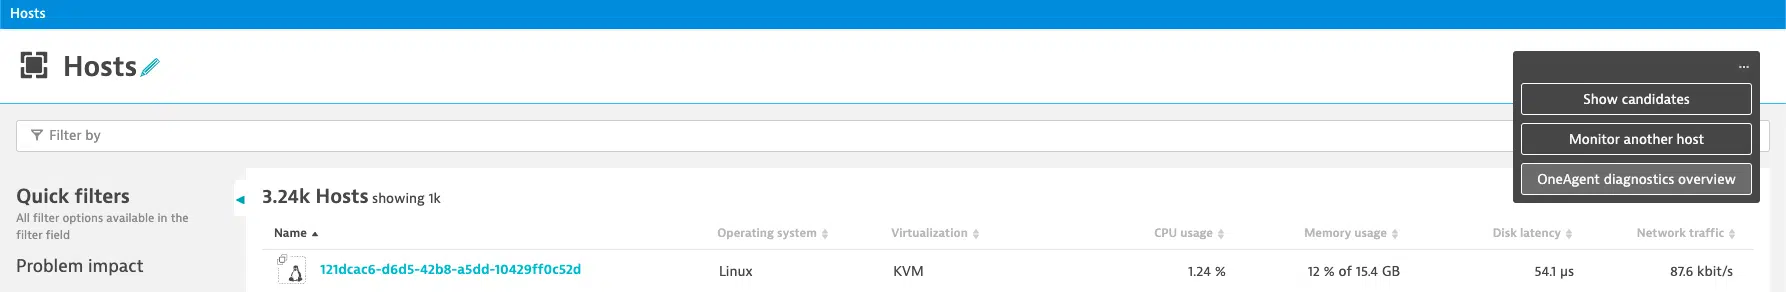 Hosts
Hosts
...
Show candidates
Monitor another host
OneAgent diagnostics overview
Filter by
Quick filters
All filter options available in the
filter field
Problem impact
3.24k Hosts showing 1k
Name Operating system Virtualization CPU usage Memory usage Disk latency Network traffic
121dcac6-d6d5-42b8-a5dd-10429ff0c52d Linux KVM 1.24 % 12 % of 15.4 GB 54.1 µs 87.6 kbit/s